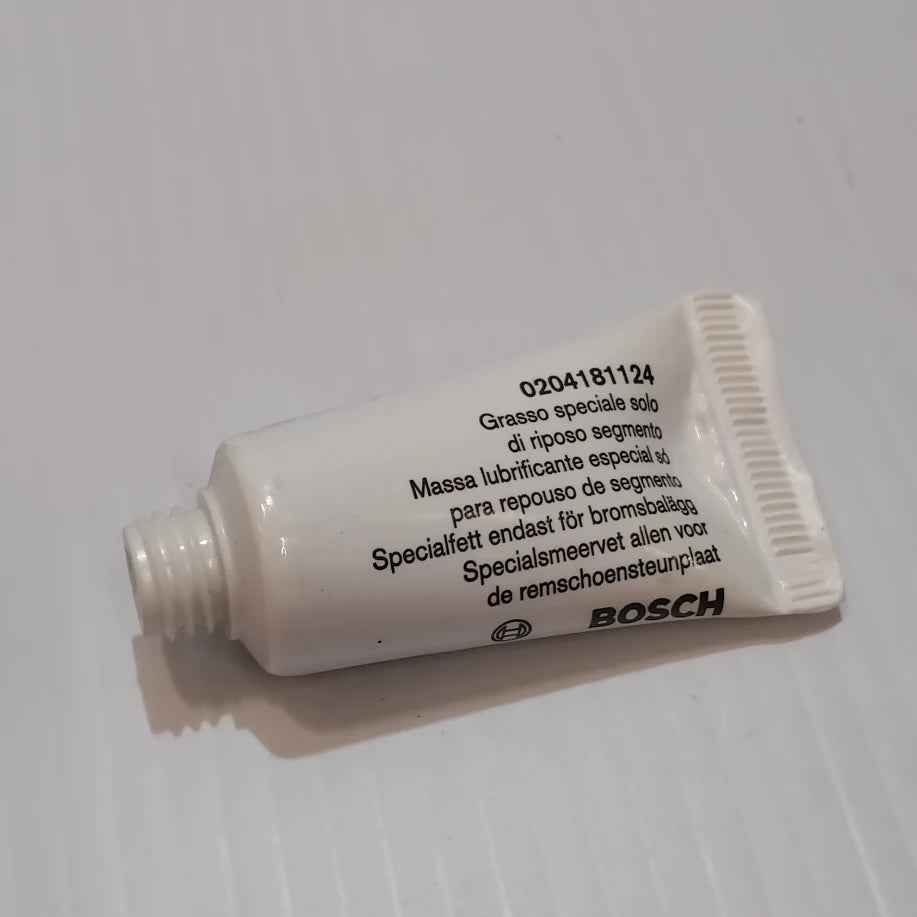 0204181124
Grasso speciale solo
di riposo segmento
Massa lubrificante especial só
para repouso de segmento
Specialfett endast för bromsbalägg
Specialsmeervet allen voor
de remschoensteunplaat
BOSCH